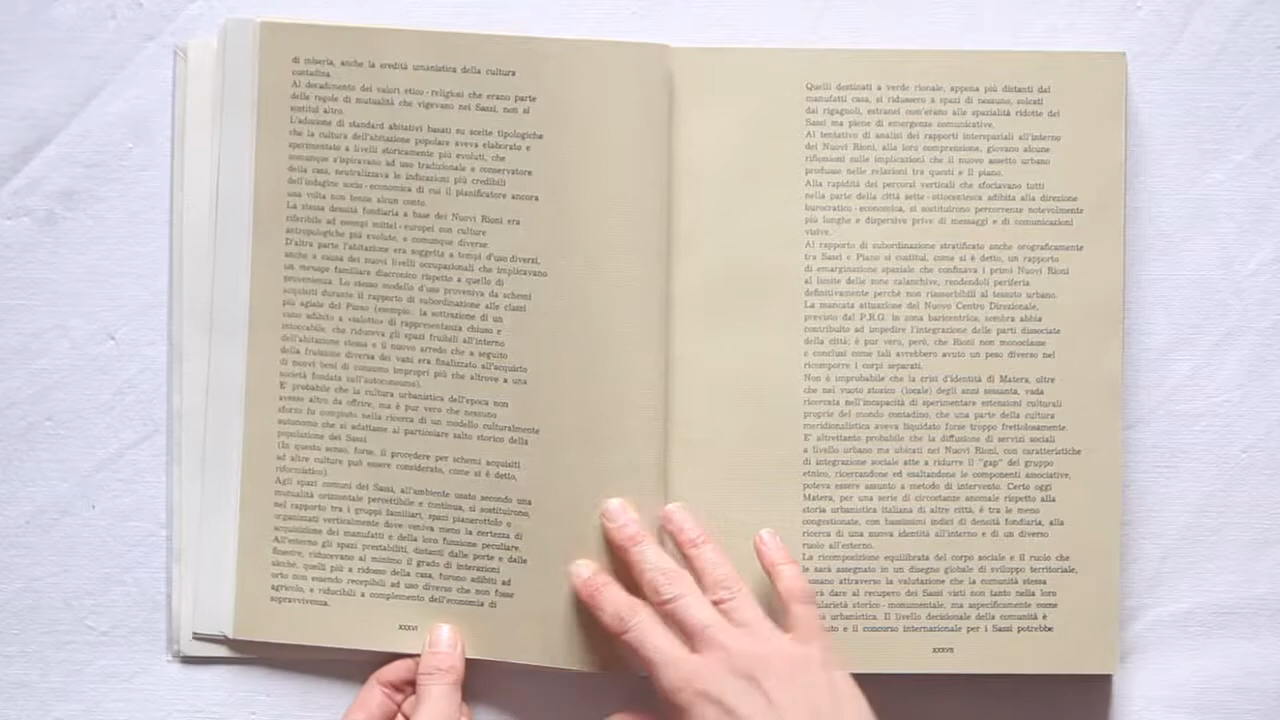 di miseria, anche la eredità umanistica della cultura
contadina.
Al decadimento dei valori etico-religiosi che erano parte
delle regole di mutualità che vigevano nei Sassi, non si
sostituì altro.
L'adozione di standard abitativi basati su scelte tipologiche
che la cultura dell'abitazione popolare aveva elaborato e
sperimentato a livelli storicamente più evoluti, che
comunque s'ispiravano ad uso tradizionale e conservatore
della casa, neutralizzava le indicazioni più credibili
dell'indagine socio-economica di cui il pianificatore ancora
una volta non tenne alcun conto.
La stessa densità fondiaria a base dei Nuovi Rioni era
riferibile ad esempi mittel-europei con culture
antropologiche più evolute, e comunque diverse.
D'altra parte l'abitazione era soggetta a tempi d'uso diversi,
anche a causa dei nuovi livelli occupazionali che implicavano
un menage familiare diacronico rispetto a quello di
provenienza. Lo stesso modello d'uso proveniva da schemi
acquisiti durante il rapporto di subordinazione alle classi
più agiate del Piano (esempio: la sottrazione di un
vano adibito a «salotto» di rappresentanza chiuso e
intoccabile, che riduceva gli spazi fruibili all'interno
dell'abitazione stessa e il nuovo arredo che a seguito
della fruizione diversa dei vani era finalizzato all'acquisto
di nuovi beni di consumo impropri più che altrove a una
società fondata sull'autoconsumo).
E' probabile che la cultura urbanistica dell'epoca non
avesse altro da offrire, ma è pur vero che nessuno
sforzo fu compiuto nella ricerca di un modello culturalmente
autonomo che si adattasse al particolare salto storico della
popolazione dei Sassi
(In questo senso, forse, il procedere per schemi acquisiti
ad altre culture può essere considerato, come si è detto,
riformistico).
Agli spazi comuni dei Sassi, all'ambiente usato secondo una
mutualità orizzontale percettibile e continua, si sostituirono,
nel rapporto tra i gruppi familiari, spazi pianerottolo o
organizzati verticalmente dove veniva meno la certezza di
acquisizione dei manufatti e della loro funzione peculiare.
All'esterno gli spazi prestabiliti, distanti dalle porte e dalle
finestre, riducevano al minimo il grado di interazioni
sicché, quelli più a ridosso della casa, furono adibiti ad
orto non essendo recepibili ad uso diverso che non fosse
agricolo, e riducibili a complemento dell'economia di
sopravvivenza.
XXXVI
Quelli destinati a verde rionale, appena più distanti dai
manufatti casa, si ridussero a spazi di nessuno, solcati
dai rigagnoli, estranei com'erano alle spazialità ridotte dei
Sassi ma piene di emergenze comunicative.
Al tentativo di analisi dei rapporti interspaziali all'interno
dei Nuovi Rioni, alla loro comprensione, giovano alcune
riflessioni sulle implicazioni che il nuovo assetto urbano
profuse nelle relazioni tra questi e il piano.
Alla rapidità dei percorsi verticali che sfociavano tutti
nella parte della città sette-ottocentesca adibita alla direzione
burocratico-economica, si sostituirono percorrenze notevolmente
più lunghe e dispersive prive di messaggi e di comunicazioni
visive.
Al rapporto di subordinazione stratificato anche orograficamente
tra Sassi e Piano si costituì, come si è detto, un rapporto
di emarginazione spaziale che confinava i primi Nuovi Rioni
al limite delle zone calanchive, rendendoli periferia
definitivamente perché non riassorbibili al tessuto urbano.
La mancata attuazione del Nuovo Centro Direzionale,
previsto dal P.R.G. in zona baricentrica, sembra abbia
contribuito ad impedire l'integrazione delle parti dissociate
della città; è pur vero, però, che Rioni non monoclasse
e conclusi come tali avrebbero avuto un peso diverso nel
ricomporre i corpi separati.
Non è improbabile che la crisi d'identità di Matera, oltre
che nel vuoto storico (locale) degli anni sessanta, vada
ricercata nell'incapacità di sperimentare estensioni culturali
proprie del mondo contadino, che una parte della cultura
meridionalistica aveva liquidato forse troppo frettolosamente.
E' altrettanto probabile che la diffusione di servizi sociali
a livello urbano ma ubicati nei Nuovi Rioni, con caratteristiche
di integrazione sociale atte a ridurre il "gap" del gruppo
etnico, ricercandone ed esaltandone le componenti associative,
poteva essere assunto a metodo di intervento. Certo oggi
Matera, per una serie di circostanze anomale rispetto alla
storia urbanistica italiana di altre città, è tra le meno
congestionate, con bassissimi indici di densità fondiaria, alla
ricerca di una nuova identità all'interno e di un diverso
ruolo all'esterno.
La ricomposizione equilibrata del corpo sociale e il ruolo che
le sarà assegnato in un disegno globale di sviluppo territoriale,
attraverso la valutazione che la comunità stessa
dare al recupero dei Sassi visti non tanto nella loro
storico-monumentale, ma aspecificamente come
urbanistica. Il livello decisionale della comunità è
e il concorso internazionale per i Sassi potrebbe
XXXVII